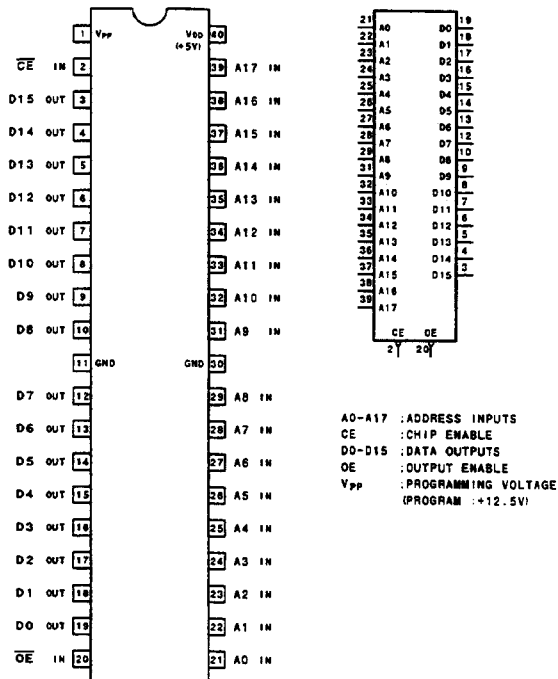 1 VPP VDD 40
(+5V)
CE IN 2 39 A17 IN
D15 OUT 3 38 A16 IN
D14 OUT 4 37 A15 IN
D13 OUT 5 36 A14 IN
D12 OUT 6 35 A13 IN
D11 OUT 7 34 A12 IN
D10 OUT 8 33 A11 IN
D9 OUT 9 32 A10 IN
D8 OUT 10 31 A9 IN
11 GND GND 30
D7 OUT 12 29 A8 IN
D6 OUT 13 28 A7 IN
D5 OUT 14 27 A6 IN
D4 OUT 15 26 A5 IN
D3 OUT 16 25 A4 IN
D2 OUT 17 24 A3 IN
D1 OUT 18 23 A2 IN
D0 OUT 19 22 A1 IN
OE IN 20 21 A0 IN
21 A0 D0 19
22 A1 D1 18
23 A2 D2 17
24 A3 D3 16
25 A4 D4 15
26 A5 D5 14
27 A6 D6 13
28 A7 D7 12
29 A8 D8 10
31 A9 D9 9
32 A10 D10 8
33 A11 D11 7
34 A12 D12 6
35 A13 D13 5
36 A14 D14 4
37 A15 D15 3
38 A16
39 A17
CE OE
2 20
A0-A17 :ADDRESS INPUTS
CE :CHIP ENABLE
D0-D15 :DATA OUTPUTS
OE :OUTPUT ENABLE
VPP :PROGRAMMING VOLTAGE
(PROGRAM :+12.5V)